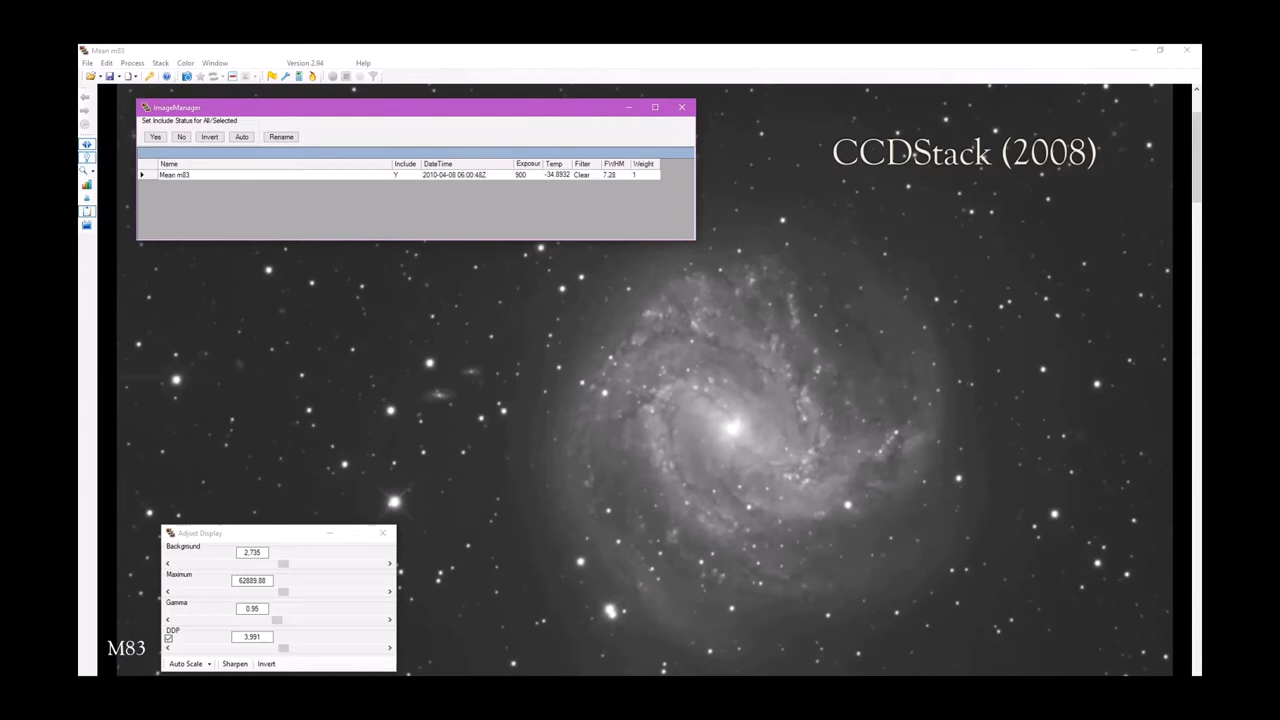 Mean m83
File Edit Process Stack Color Window Version 2.94 Help
ImageManager
Set Include Status for All/Selected
Yes No Invert Auto Rename
Name Include DateTime Exposur Temp Filter FWHM Weight
Mean m83 Y 2010-04-08 06:00:48Z 900 -34.8932 Clear 7.28 1
CCDStack (2008)
Adjust Display
Background
2.735
Maximum
62889.88
Gamma
0.95
DDP
3.991
Auto Scale Sharpen Invert
M83